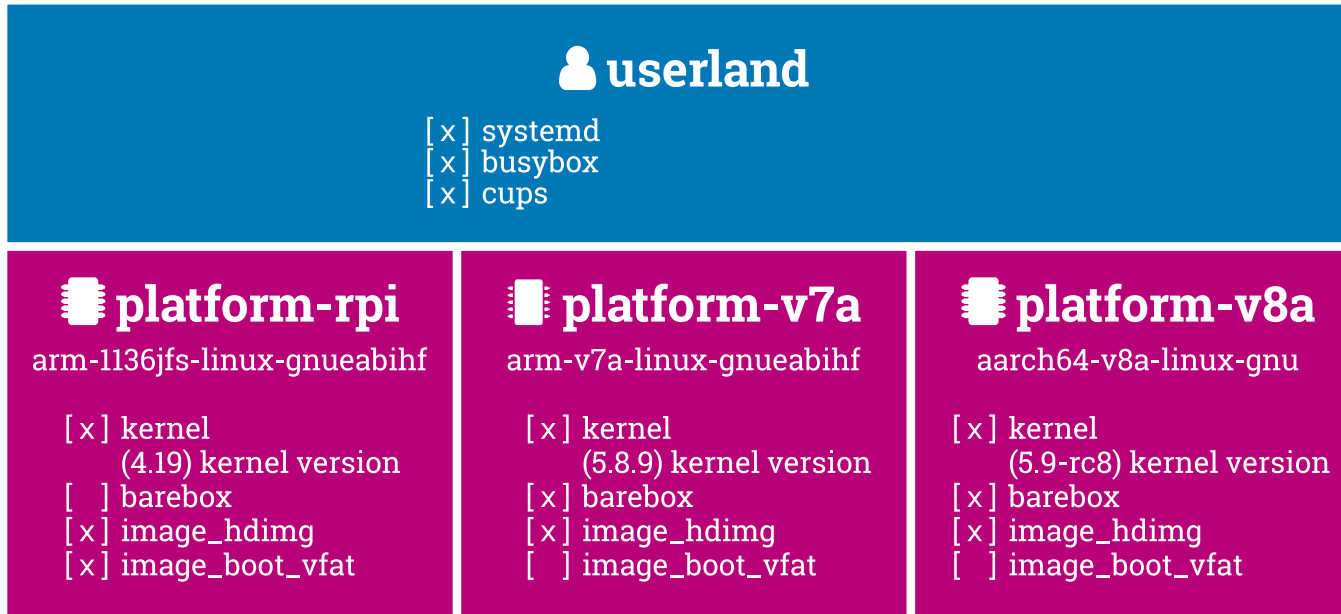 userland
[x] systemd
[x] busybox
[x] cups
platform-rpi
arm-1136jfs-linux-gnueabihf
[x] kernel
(4.19) kernel version
[ ] barebox
[x] image_hdimg
[x] image_boot_vfat
platform-v7a
arm-v7a-linux-gnueabihf
[x] kernel
(5.8.9) kernel version
[x] barebox
[x] image_hdimg
[ ] image_boot_vfat
platform-v8a
aarch64-v8a-linux-gnu
[x] kernel
(5.9-rc8) kernel version
[x] barebox
[x] image_hdimg
[ ] image_boot_vfat